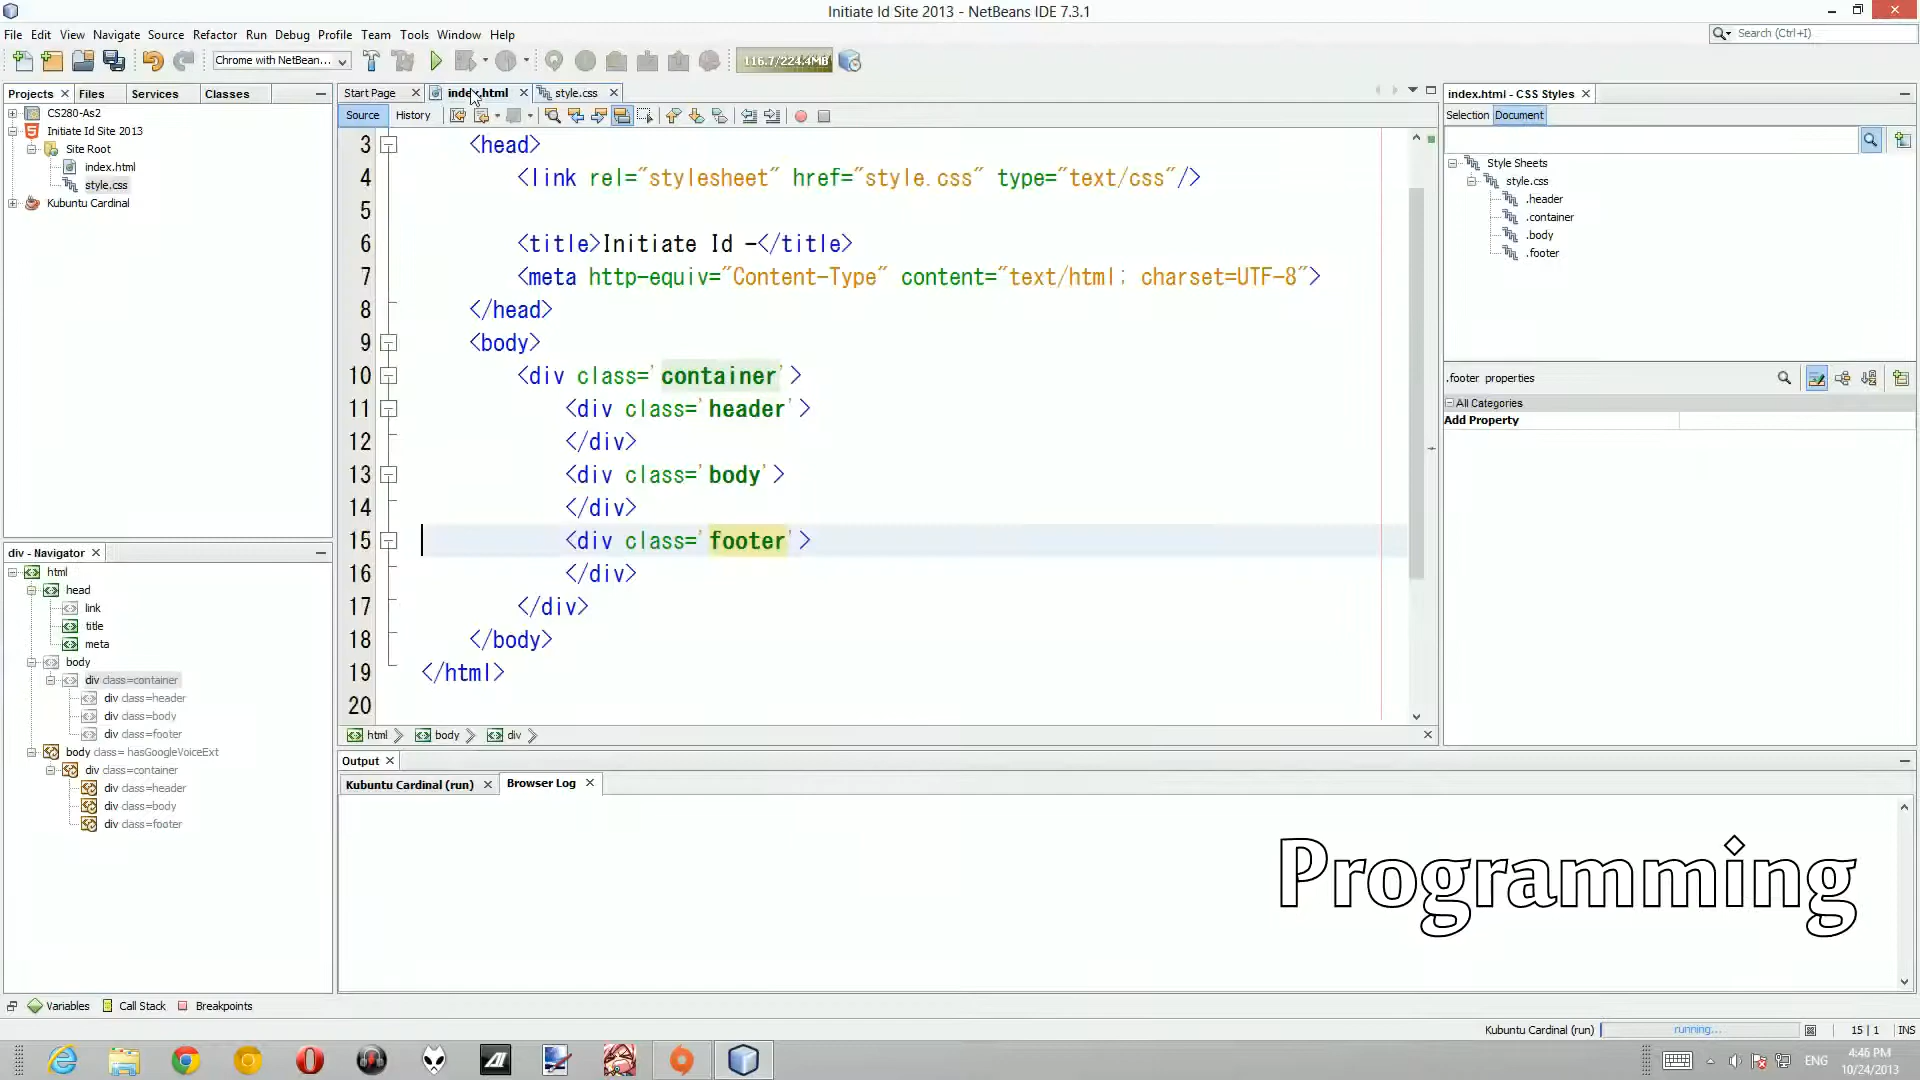 Initiate Id Site 2013 - NetBeans IDE 7.3.1
File Edit View Navigate Source Refactor Run Debug Profile Team Tools Window Help
Search (Ctrl+I)
Chrome with NetBean...
116.7/224.4MB
Projects Files Services Classes
CS280-As2
Initiate Id Site 2013
Site Root
index.html
style.css
Kubuntu Cardinal
Start Page index.html style.css
Source History
3 <head>
4 <link rel="stylesheet" href="style.css" type="text/css"/>
5
6 <title>Initiate Id -</title>
7 <meta http-equiv="Content-Type" content="text/html; charset=UTF-8">
8 </head>
9 <body>
10 <div class='container'>
11 <div class='header'>
12 </div>
13 <div class='body'>
14 </div>
15 <div class='footer'>
16 </div>
17 </div>
18 </body>
19 </html>
20
html body div
index.html - CSS Styles
Selection Document
Style Sheets
style.css
.header
.container
.body
.footer
.footer properties
All Categories
Add Property
div - Navigator
html
head
link
title
meta
body
div class=container
div class=header
div class=body
div class=footer
body class= hasGoogleVoiceExt
div class=container
div class=header
div class=body
div class=footer
Output
Kubuntu Cardinal (run) Browser Log
Programming
Variables Call Stack Breakpoints
Kubuntu Cardinal (run) running... 15 | 1 INS
ENG
4:46 PM
10/24/2013